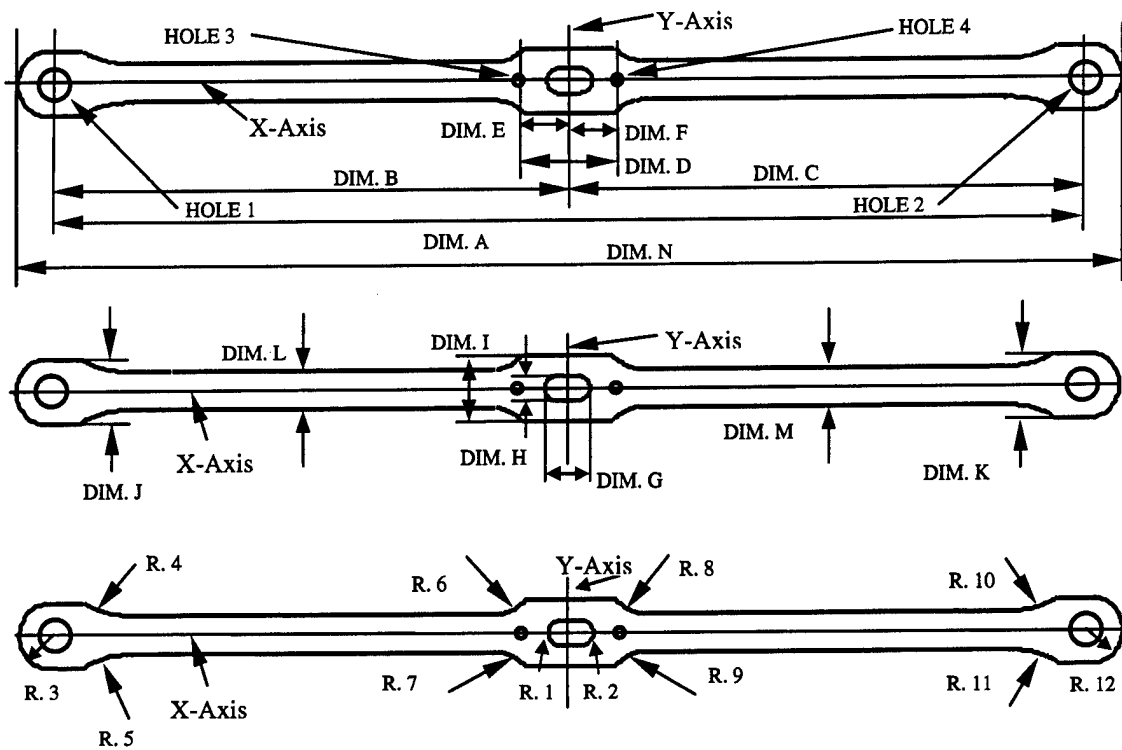 Y-Axis
HOLE 3
HOLE 4
X-Axis
DIM. E
DIM. F
DIM. D
DIM. B
DIM. C
HOLE 1
HOLE 2
DIM. A
DIM. N
DIM. I
Y-Axis
DIM. L
DIM. M
DIM. H
X-Axis
DIM. G
DIM. K
DIM. J
Y-Axis
R. 4
R. 6
R. 8
R. 10
R. 7
R. 1
R. 2
R. 9
R. 11
R. 12
R. 3
X-Axis
R. 5